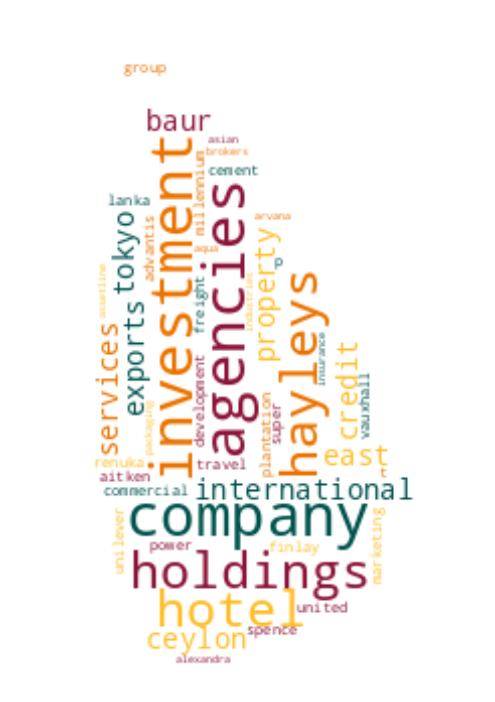 group
baur
asian
brokers
cement
lanka
investment
agencies
millennium
tokyo
advantis
arvana
aqua
property
p
hayleys
freight
industries
assetline
exports
services
insurance
credit
vauxhall
development
packaging
plantation
super
east
renuka
travel
t
aitken
commercial
international
company
unilever
marketing
power
finlay
holdings
hotel
united
spence
ceylon
alexandra